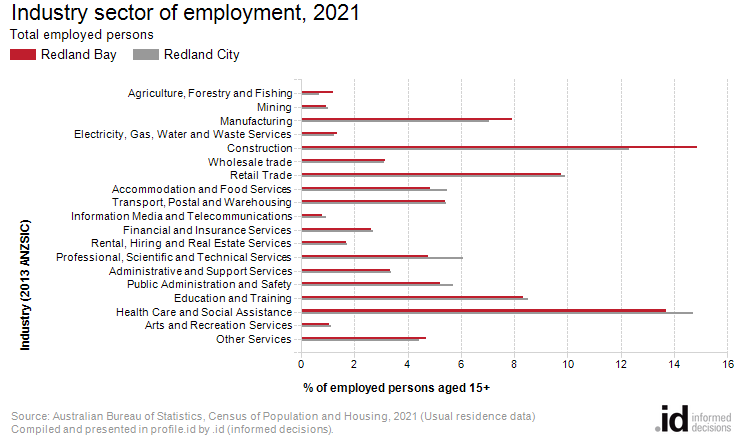 Industry sector of employment, 2021
Total employed persons
Redland Bay Redland City
Agriculture, Forestry and Fishing
Mining
Manufacturing
Electricity, Gas, Water and Waste Services
Construction
Wholesale trade
Retail Trade
Accommodation and Food Services
Transport, Postal and Warehousing
Information Media and Telecommunications
Financial and Insurance Services
Rental, Hiring and Real Estate Services
Professional, Scientific and Technical Services
Administrative and Support Services
Public Administration and Safety
Education and Training
Health Care and Social Assistance
Arts and Recreation Services
Other Services
Industry (2013 ANZSIC)
0 2 4 6 8 10 12 14 16
% of employed persons aged 15+
Source: Australian Bureau of Statistics, Census of Population and Housing, 2021 (Usual residence data)
Compiled and presented in profile.id by .id (informed decisions).
.id informed
decisions